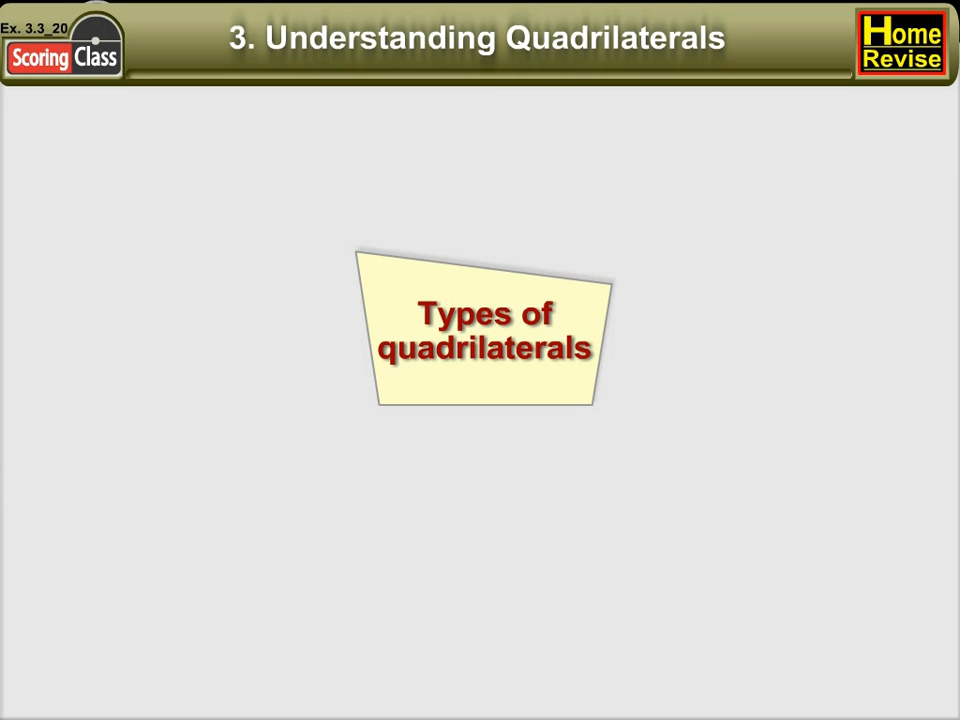 Ex. 3.3_20
Scoring Class
3. Understanding Quadrilaterals
Home
Revise
Types of
quadrilaterals